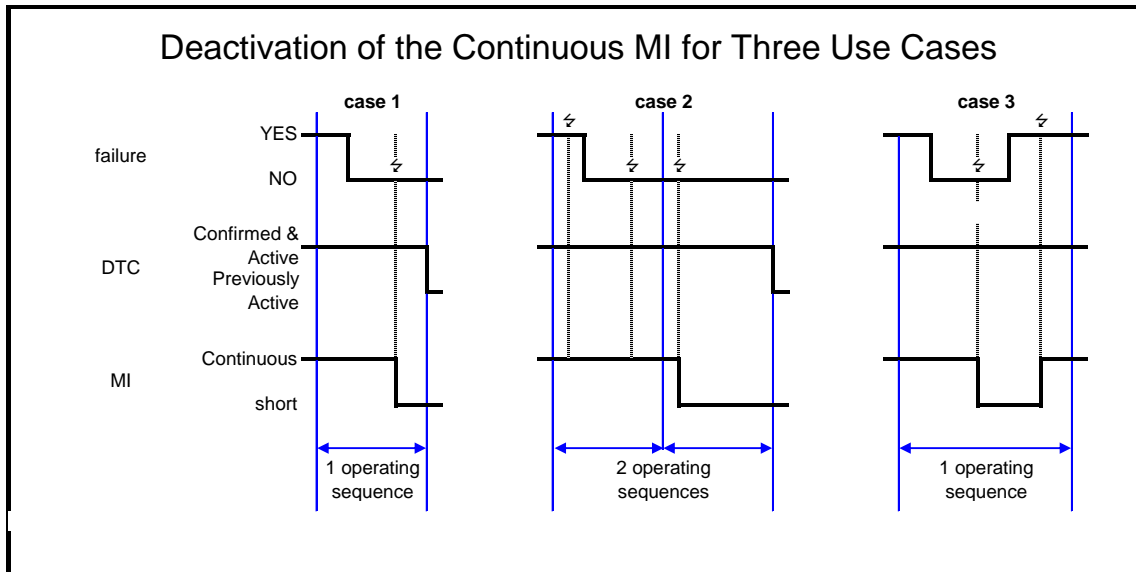 Deactivation of the Continuous MI for Three Use Cases
case 1
case 2
case 3
failure
YES
NO
DTC
Confirmed &
Active
Previously
Active
MI
Continuous
short
1 operating
sequence
2 operating
sequences
1 operating
sequence